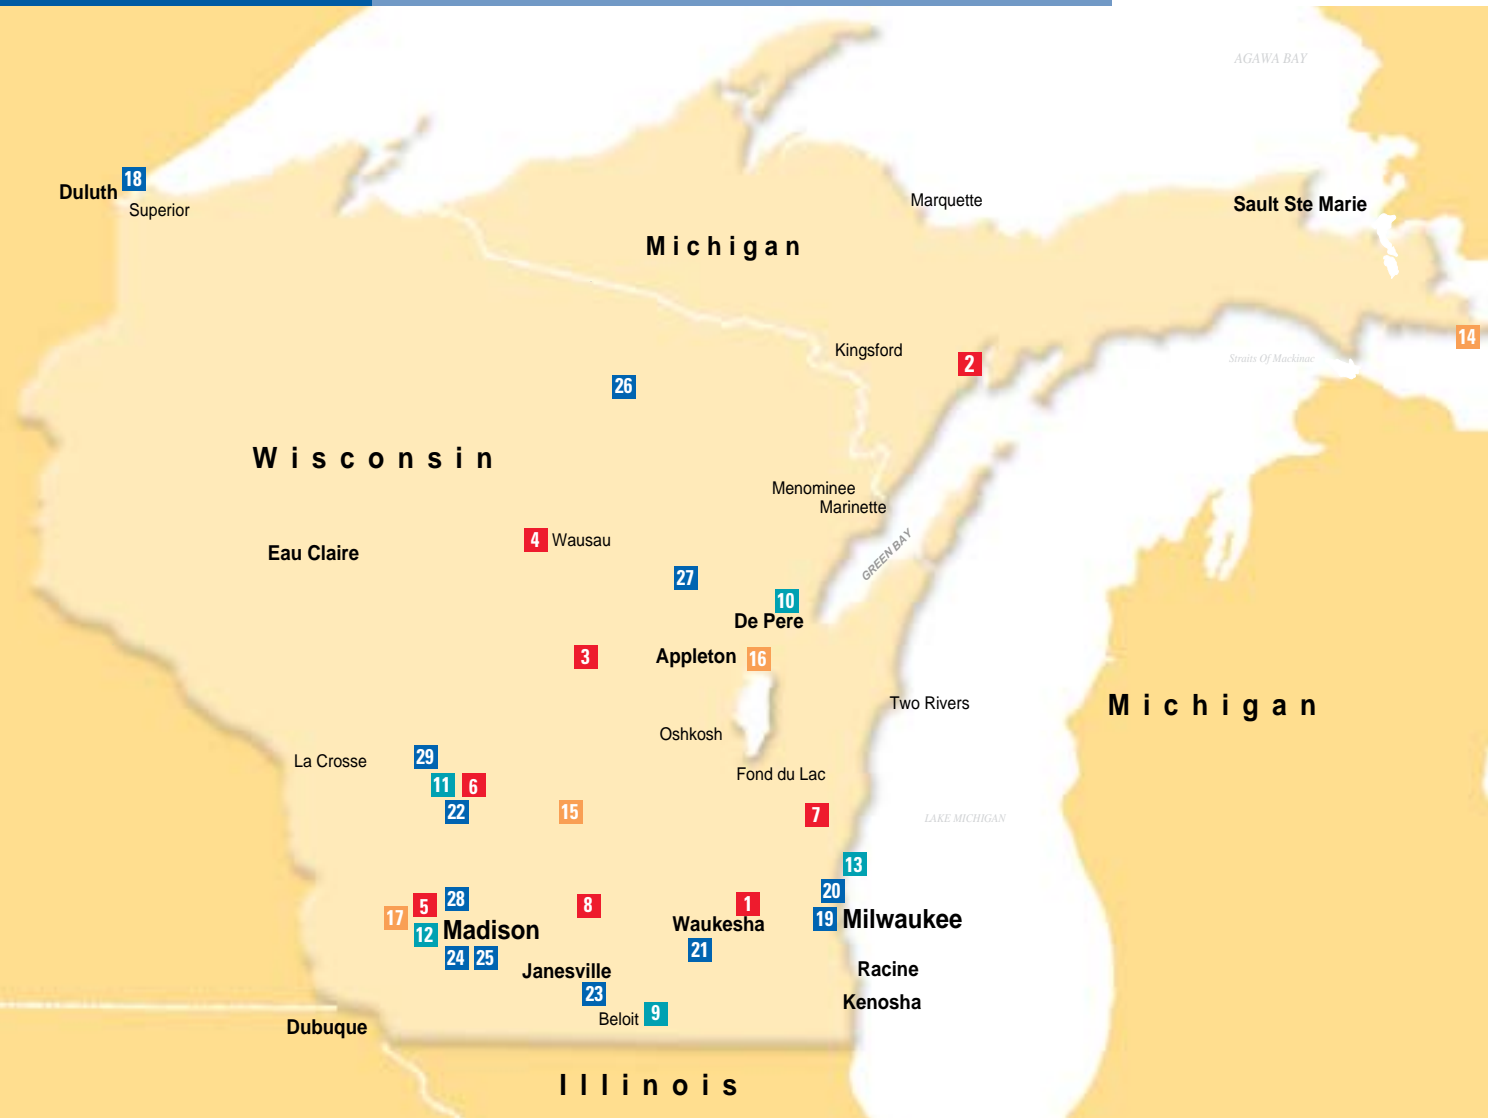 AGAWA BAY
18
Duluth
Superior
Marquette
Sault Ste Marie
Michigan
14
Kingsford
2
Straits Of Mackinac
26
Wisconsin
Menominee
Marinette
4
Wausau
Eau Claire
GREEN BAY
27
10
De Pere
3
Appleton
16
Two Rivers
Michigan
Oshkosh
29
La Crosse
Fond du Lac
11
6
22
15
7
LAKE MICHIGAN
13
20
28
5
8
1
17
12
Madison
Waukesha
19
Milwaukee
24
25
21
Janesville
Racine
23
Kenosha
Beloit
9
Dubuque
Illinois